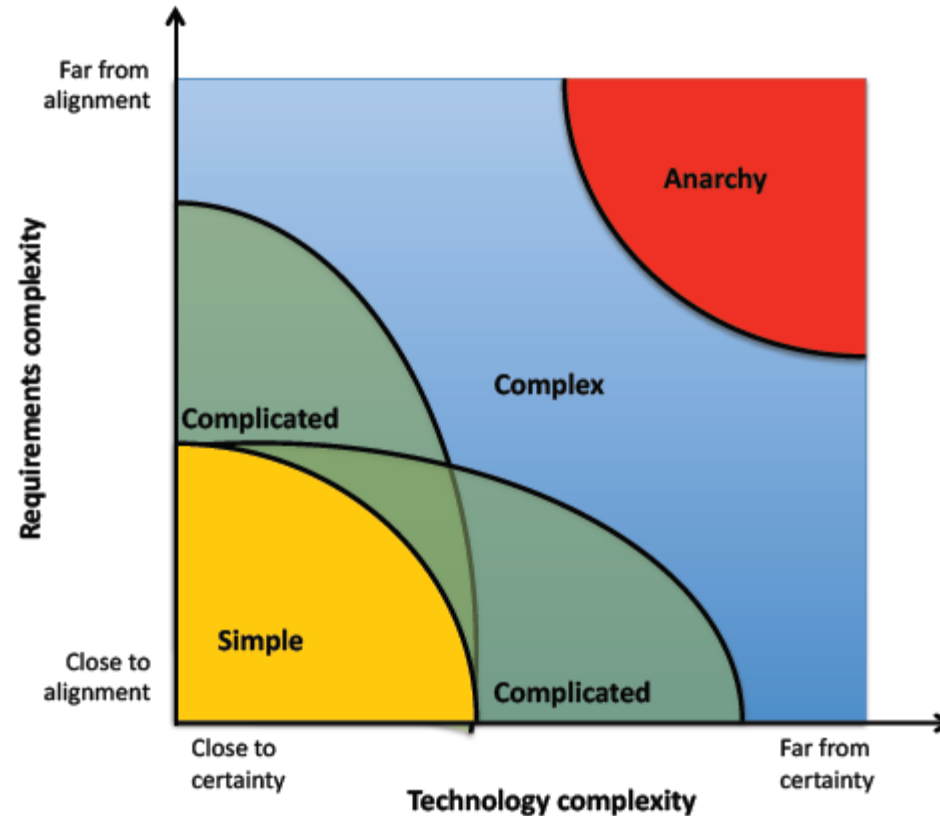 Far from
alignment
Anarchy
Requirements complexity
Complex
Complicated
Simple
Close to
alignment
Complicated
Close to
certainty
Far from
certainty
Technology complexity